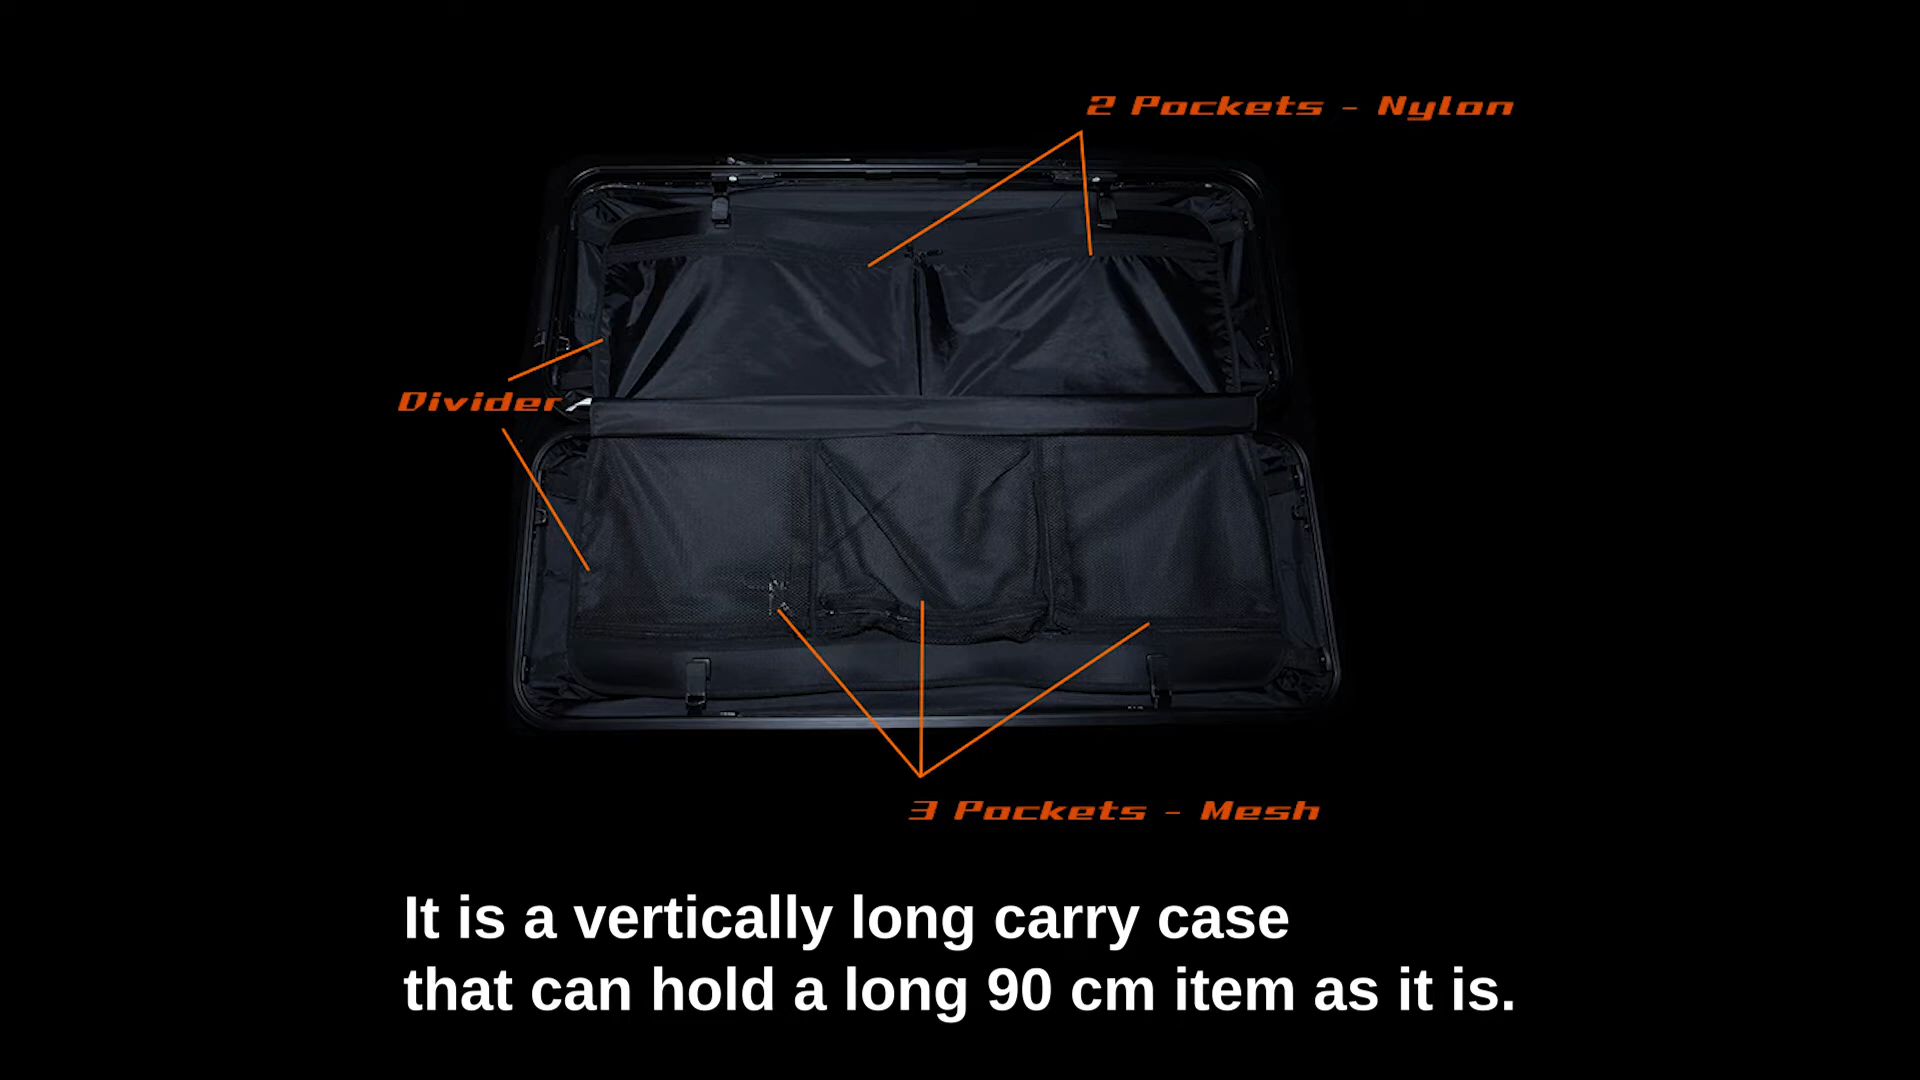 2 Pockets - Nylon
Divider
3 Pockets - Mesh
It is a vertically long carry case
that can hold a long 90 cm item as it is.